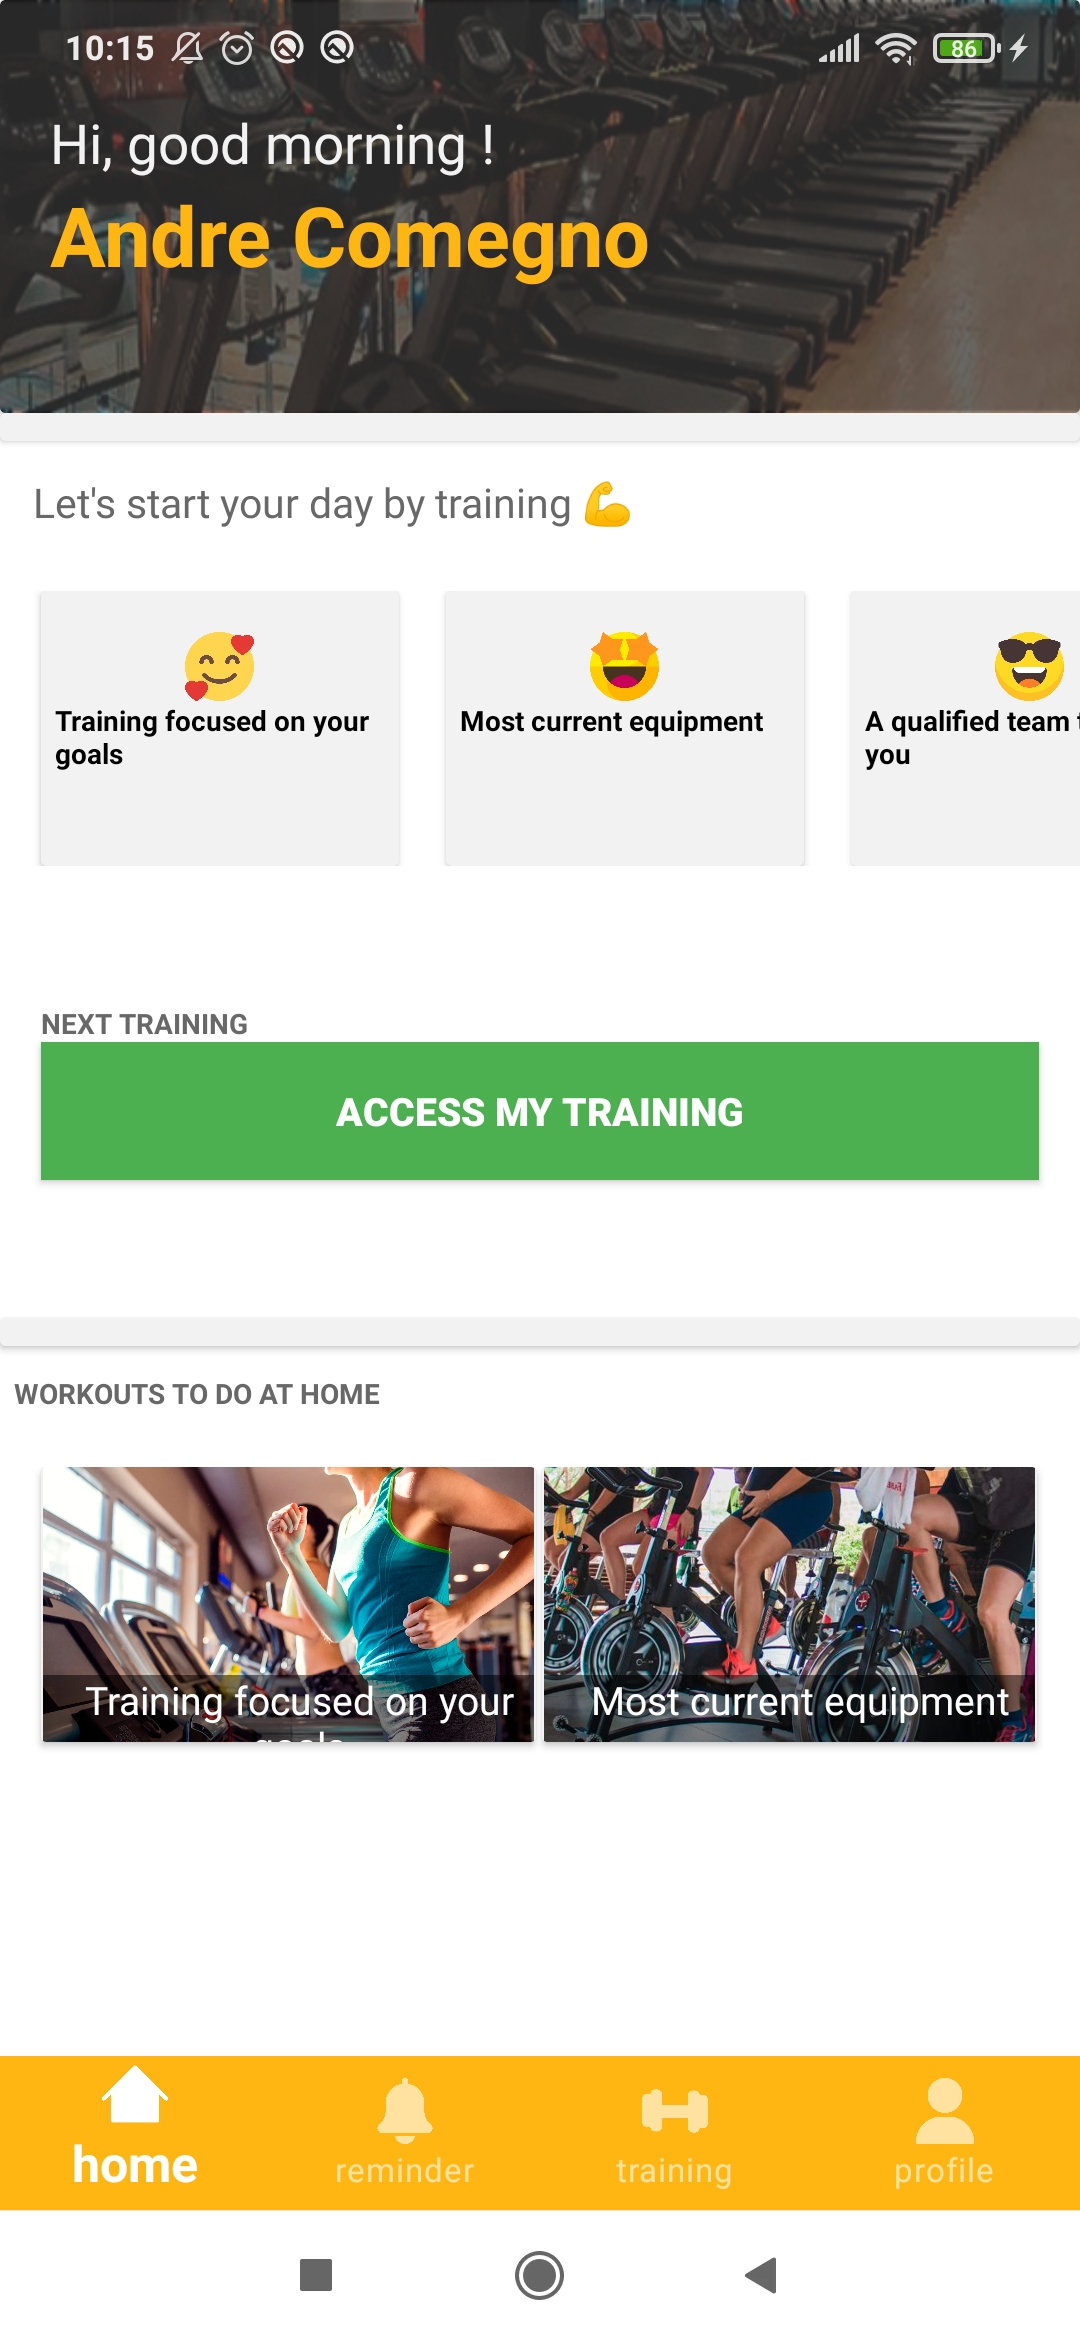 10:15
86
Hi, good morning !
Andre Comegno
Let's start your day by training 💪
Training focused on your
goals
Most current equipment
A qualified team
you
NEXT TRAINING
ACCESS MY TRAINING
WORKOUTS TO DO AT HOME
Training focused on your
Most current equipment
home
reminder
training
profile